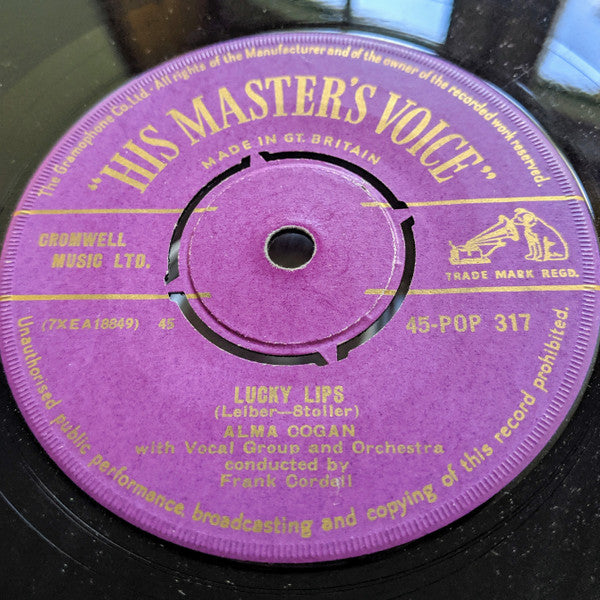 The Gramophone Co. Ltd. All rights of the Manufacturer and of the owner of the recorded work reserved.
"HIS MASTER'S VOICE"
MADE IN GT. BRITAIN
CROMWELL
MUSIC LTD.
TRADE MARK REGD.
(7XEA18849) 45
45-POP 317
LUCKY LIPS
(Leiber—Stoller)
ALMA COGAN
with Vocal Group and Orchestra
conducted by
Frank Cordell
Unauthorised public performance, broadcasting and copying of this record prohibited.